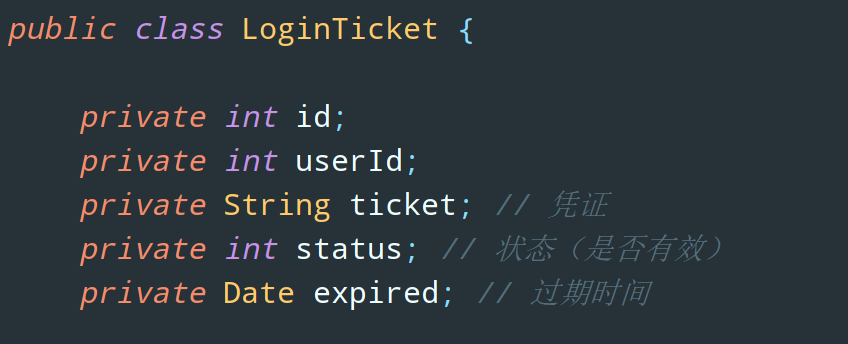 public class LoginTicket {
private int id;
private int userId;
private String ticket; // 凭证
private int status; // 状态（是否有效）
private Date expired; // 过期时间